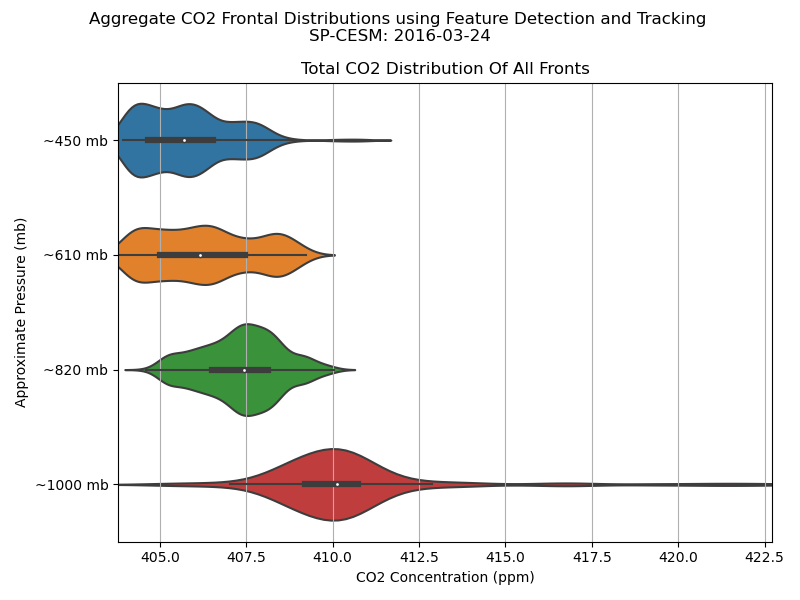 Aggregate CO2 Frontal Distributions using Feature Detection and Tracking
SP-CESM: 2016-03-24
Total CO2 Distribution Of All Fronts
~450 mb
~610 mb
~820 mb
~1000 mb
Approximate Pressure (mb)
405.0 407.5 410.0 412.5 415.0 417.5 420.0 422.5
CO2 Concentration (ppm)